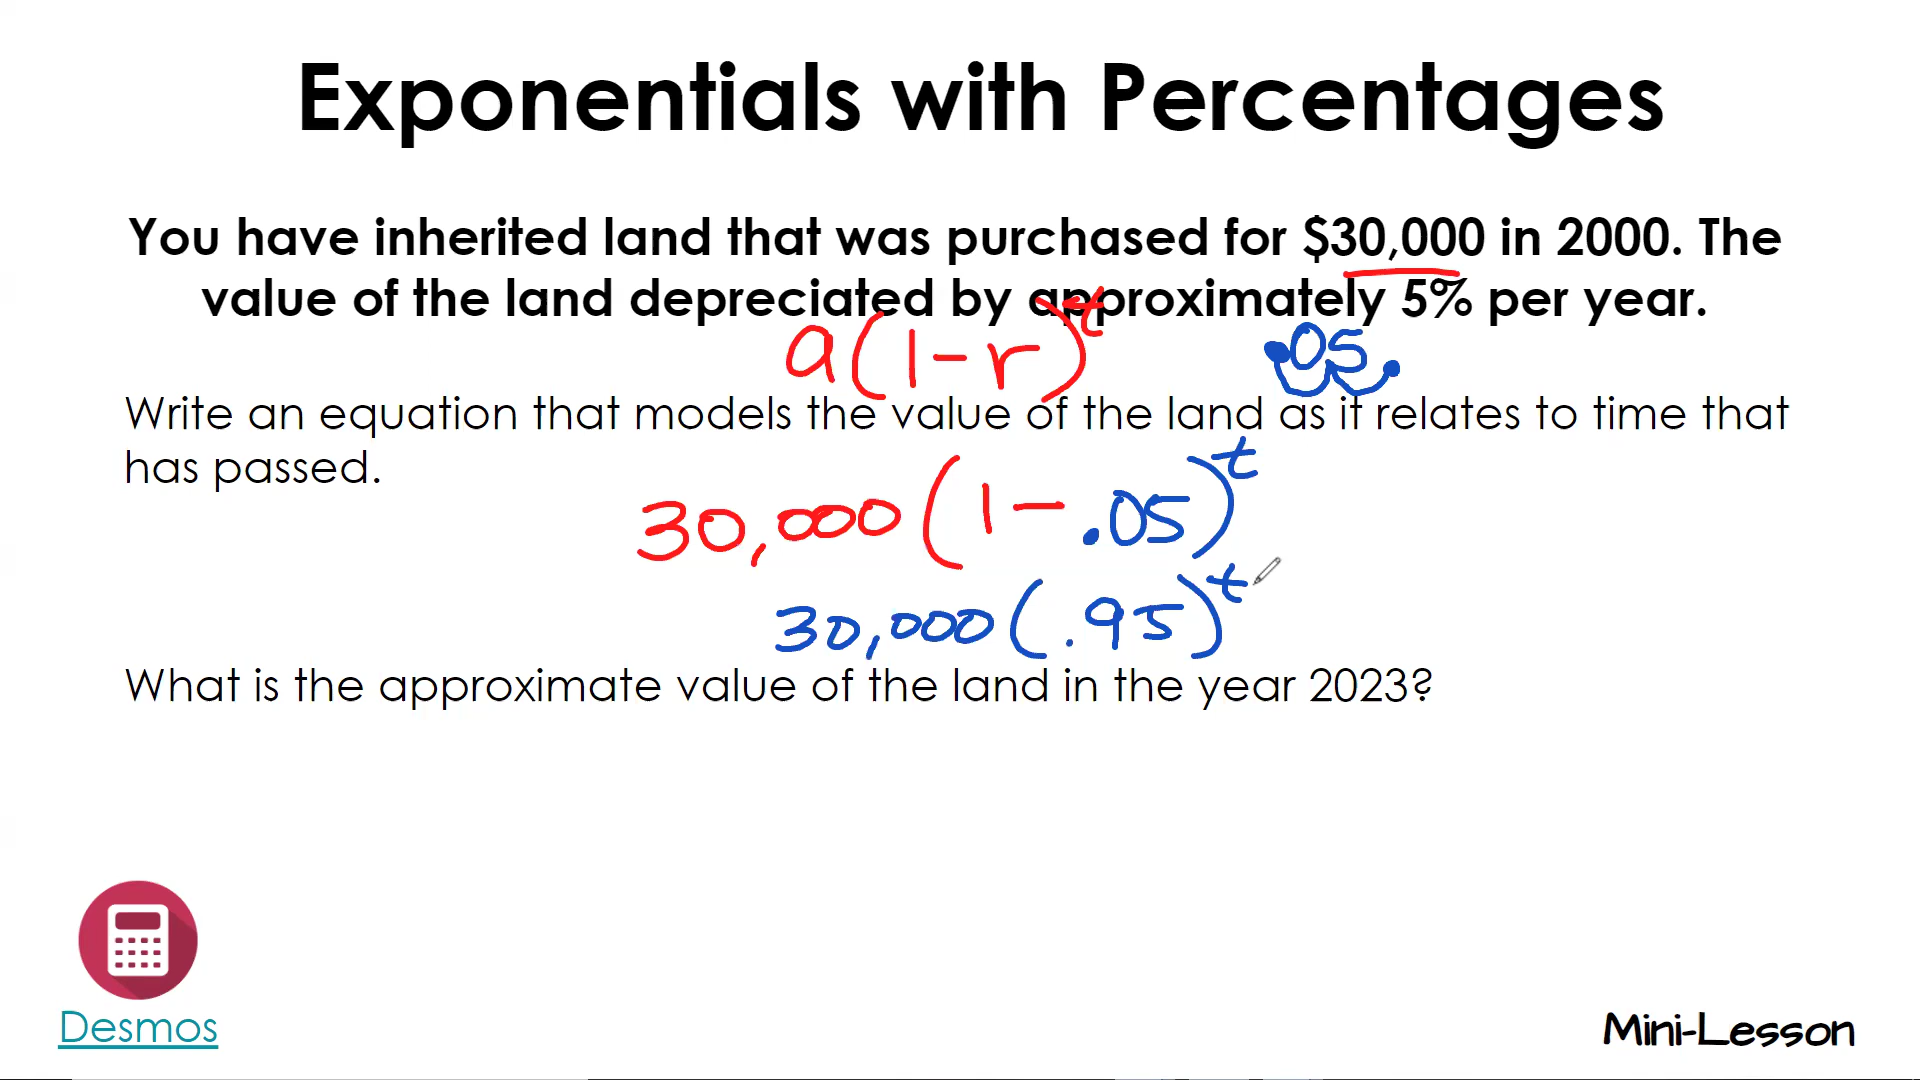 Exponentials with Percentages
You have inherited land that was purchased for $30,000 in 2000. The
value of the land depreciated by approximately 5% per year.
a(1-r)^t .05.
Write an equation that models the value of the land as it relates to time that
has passed.
30,000(1-.05)^t
30,000(.95)^t
What is the approximate value of the land in the year 2023?
Desmos
Mini-Lesson